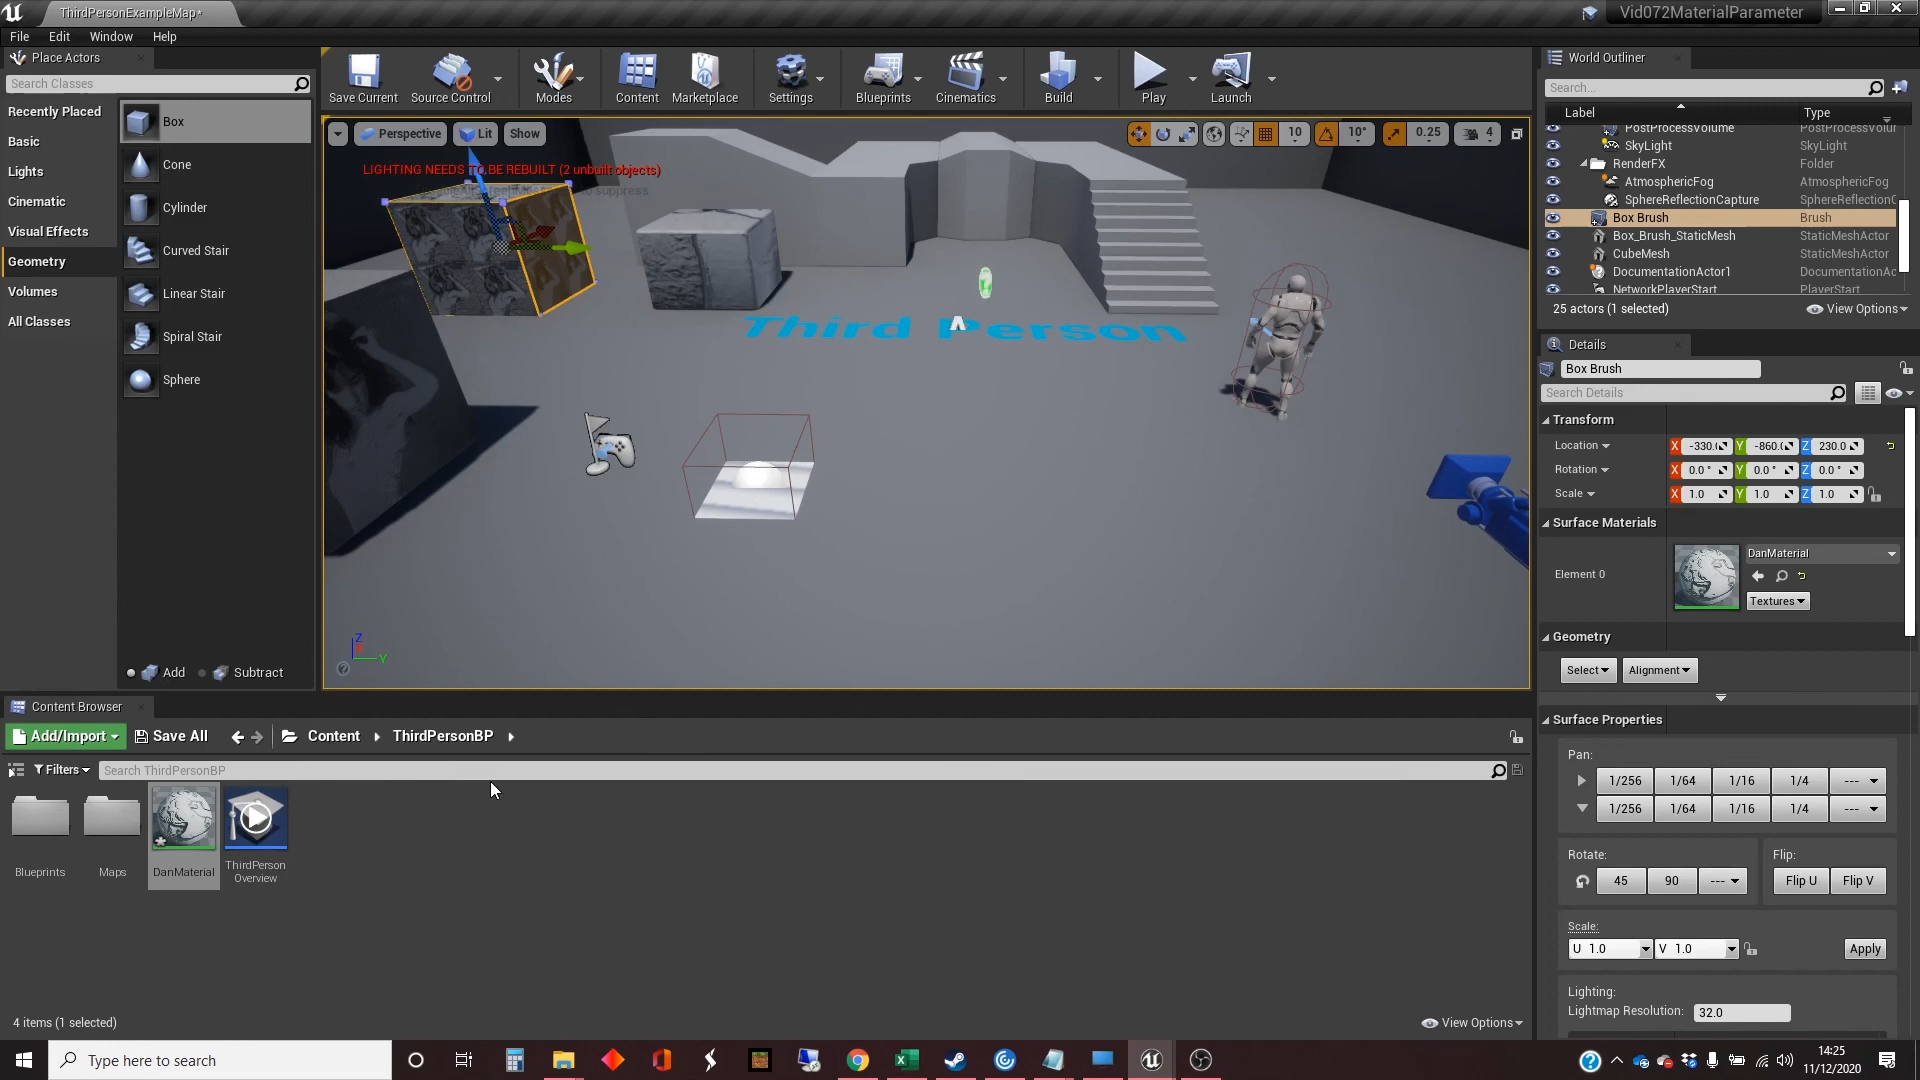 ThirdPersonExampleMap*
Vid072MaterialParameter
File Edit Window Help
Place Actors
Search Classes
Recently Placed
Basic
Lights
Cinematic
Visual Effects
Geometry
Volumes
All Classes
Box
Cone
Cylinder
Curved Stair
Linear Stair
Spiral Stair
Sphere
Add Subtract
Save Current Source Control Modes Content Marketplace Settings Blueprints Cinematics Build Play Launch
Perspective Lit Show
10 10° 0.25 4
LIGHTING NEEDS TO BE REBUILT (2 unbuilt objects)
suppress
Third Person
Z
Y
World Outliner
Search...
Label Type
PostProcessVolume PostProcessVolur
SkyLight SkyLight
RenderFX Folder
AtmosphericFog AtmosphericFog
SphereReflectionCapture SphereReflectionC
Box Brush Brush
Box_Brush_StaticMesh StaticMeshActor
CubeMesh StaticMeshActor
DocumentationActor1 DocumentationAc
NetworkPlayerStart PlayerStart
25 actors (1 selected) View Options
Details
Box Brush
Search Details
Transform
Location X -330.( Y -860.( Z 230.0
Rotation X 0.0 ° Y 0.0 ° Z 0.0 °
Scale X 1.0 Y 1.0 Z 1.0
Surface Materials
Element 0
DanMaterial
Textures
Geometry
Select Alignment
Surface Properties
Pan:
1/256 1/64 1/16 1/4 ---
1/256 1/64 1/16 1/4 ---
Rotate: Flip:
45 90 --- Flip U Flip V
Scale:
U 1.0 V 1.0 Apply
Lighting:
Lightmap Resolution: 32.0
Content Browser
Add/Import Save All Content ThirdPersonBP
Filters Search ThirdPersonBP
Blueprints
Maps
DanMaterial
ThirdPerson
Overview
4 items (1 selected)
View Options
Type here to search
14:25
11/12/2020